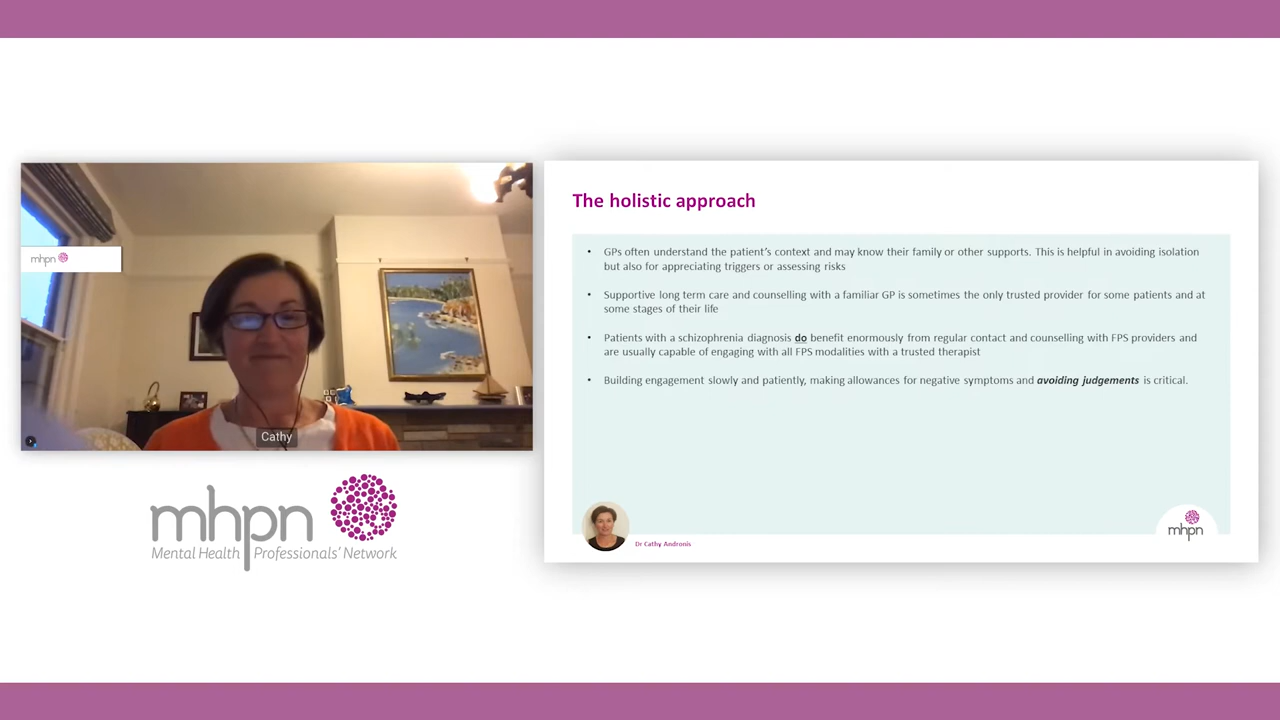 mhpn
Cathy
mhpn
Mental Health Professionals' Network
The holistic approach
• GPs often understand the patient's context and may know their family or other supports. This is helpful in avoiding isolation
but also for appreciating triggers or assessing risks
• Supportive long term care and counselling with a familiar GP is sometimes the only trusted provider for some patients and at
some stages of their life
• Patients with a schizophrenia diagnosis do benefit enormously from regular contact and counselling with FPS providers and
are usually capable of engaging with all FPS modalities with a trusted therapist
• Building engagement slowly and patiently, making allowances for negative symptoms and avoiding judgements is critical.
Dr Cathy Andronis
mhpn